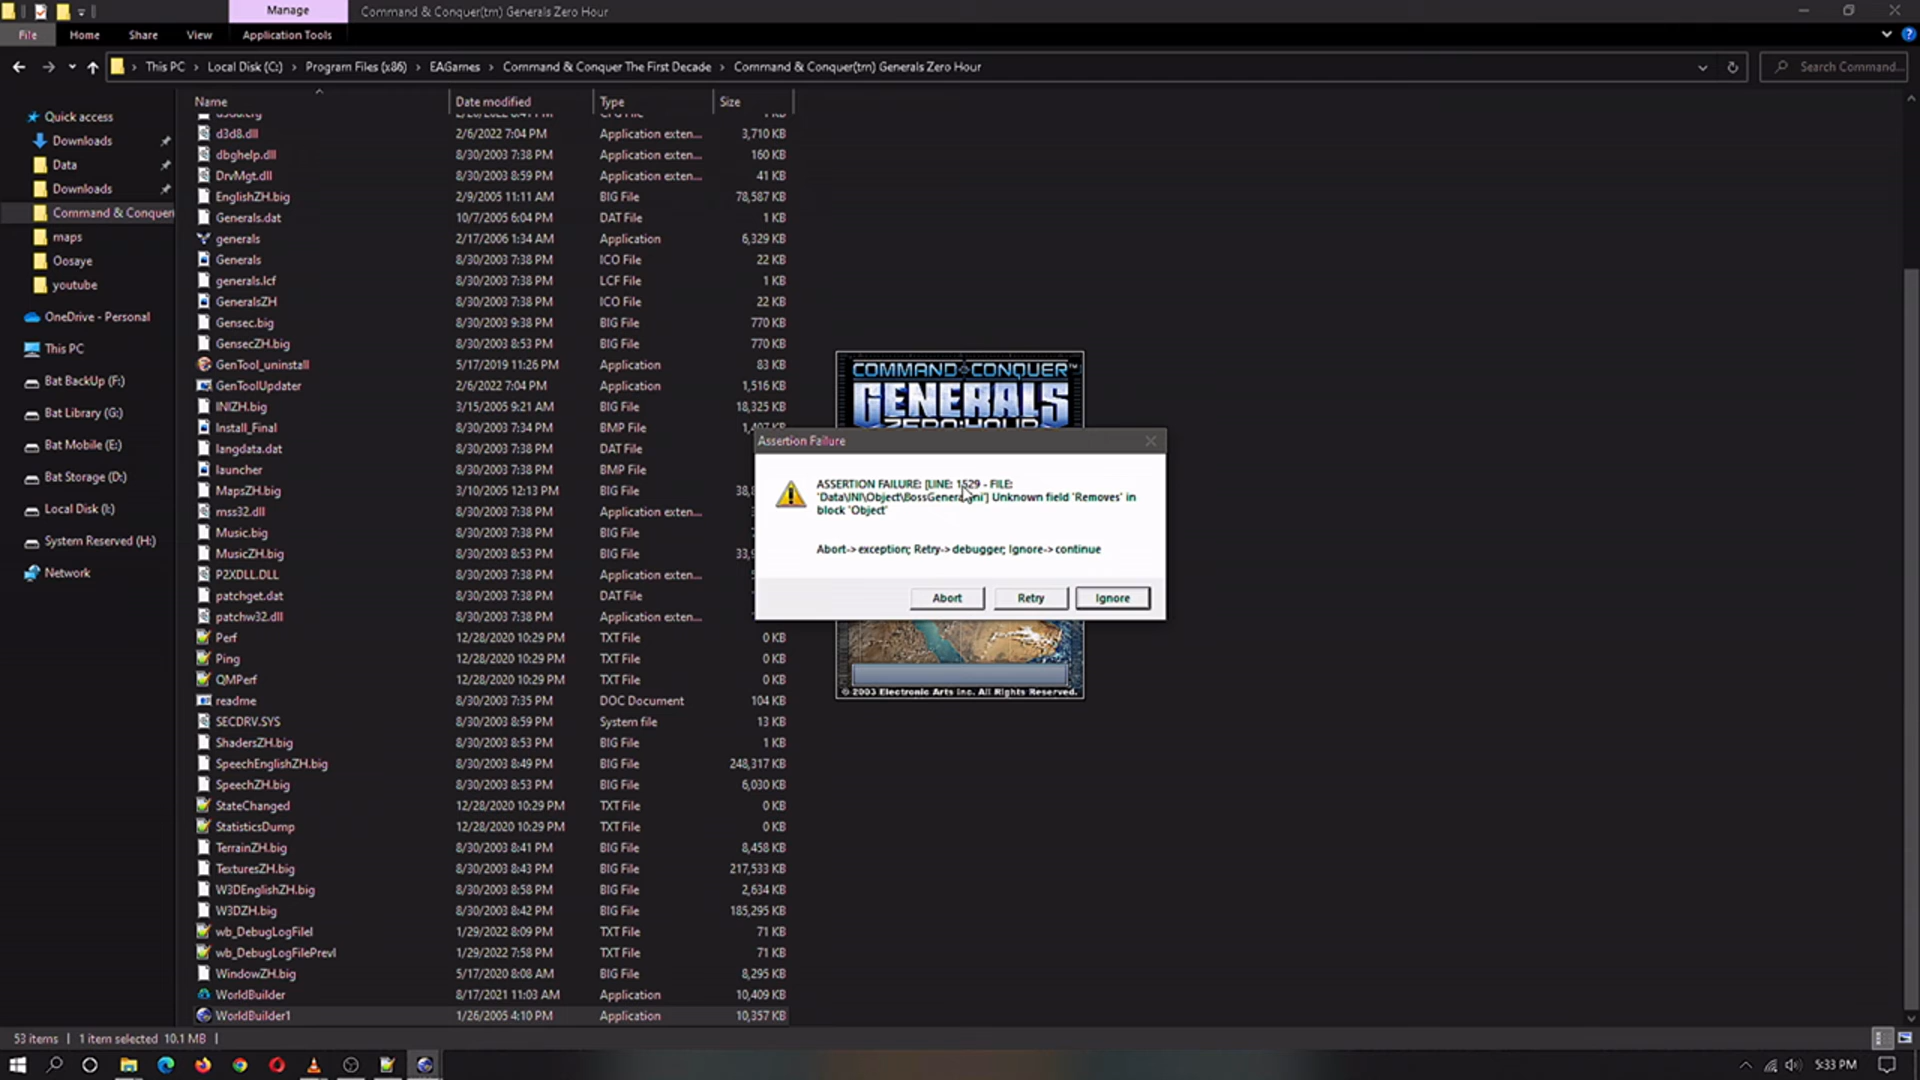 Manage
Command & Conquer(tm) Generals Zero Hour
File
Home
Share
View
Application Tools
This PC
Local Disk (C:)
Program Files (x86)
EAGames
Command & Conquer The First Decade
Command & Conquer(tm) Generals Zero Hour
Search Command...
Quick access
Downloads
Data
Downloads
Command & Conquer
maps
Oosaye
youtube
OneDrive - Personal
This PC
Bat BackUp (F:)
Bat Library (G:)
Bat Mobile (E:)
Bat Storage (D:)
Local Disk (I:)
System Reserved (H:)
Network
Name Date modified Type Size
d3d8.dll 2/6/2022 7:04 PM Application exten... 3,710 KB
dbghelp.dll 8/30/2003 7:38 PM Application exten... 160 KB
DrvMgt.dll 8/30/2003 8:59 PM Application exten... 41 KB
EnglishZH.big 2/9/2005 11:11 AM BIG File 78,587 KB
Generals.dat 10/7/2005 6:04 PM DAT File 1 KB
generals 2/17/2006 1:34 AM Application 6,329 KB
Generals 8/30/2003 7:38 PM ICO File 22 KB
generals.lcf 8/30/2003 7:38 PM LCF File 1 KB
GeneralsZH 8/30/2003 7:38 PM ICO File 22 KB
Gensec.big 8/30/2003 9:38 PM BIG File 770 KB
GensecZH.big 8/30/2003 8:53 PM BIG File 770 KB
GenTool_uninstall 5/17/2019 11:26 PM Application 83 KB
GenToolUpdater 2/6/2022 7:04 PM Application 1,516 KB
INIZH.big 3/15/2005 9:21 AM BIG File 18,325 KB
Install_Final 8/30/2003 7:34 PM BMP File 1,407 KB
langdata.dat 8/30/2003 7:38 PM DAT File
launcher 8/30/2003 7:38 PM BMP File
MapsZH.big 3/10/2005 12:13 PM BIG File 38,8
mss32.dll 8/30/2003 7:38 PM Application exten...
Music.big 8/30/2003 7:38 PM BIG File
MusicZH.big 8/30/2003 7:38 PM BIG File 33,9
P2XDLL.DLL 8/30/2003 7:38 PM Application exten...
patchget.dat 8/30/2003 7:38 PM DAT File
patchw32.dll 8/30/2003 7:38 PM Application exten...
Perf 12/28/2020 10:29 PM TXT File 0 KB
Ping 12/28/2020 10:29 PM TXT File 0 KB
QMPerf 12/28/2020 10:29 PM TXT File 0 KB
readme 8/30/2003 7:35 PM DOC Document 104 KB
SECDRV.SYS 8/30/2003 8:59 PM System file 13 KB
ShadersZH.big 8/30/2003 8:53 PM BIG File 1 KB
SpeechEnglishZH.big 8/30/2003 8:49 PM BIG File 248,317 KB
SpeechZH.big 8/30/2003 8:53 PM BIG File 6,030 KB
StateChanged 12/28/2020 10:29 PM TXT File 0 KB
StatisticsDump 12/28/2020 10:29 PM TXT File 0 KB
TerrainZH.big 8/30/2003 8:41 PM BIG File 8,458 KB
TexturesZH.big 8/30/2003 8:43 PM BIG File 217,533 KB
W3DEnglishZH.big 8/30/2003 8:58 PM BIG File 2,634 KB
W3DZH.big 8/30/2003 8:42 PM BIG File 185,295 KB
wb_DebugLogFileI 1/29/2022 8:09 PM TXT File 71 KB
wb_DebugLogFilePrevI 1/29/2022 7:58 PM TXT File 71 KB
WindowZH.big 5/17/2020 8:08 AM BIG File 8,295 KB
WorldBuilder 8/17/2021 11:03 AM Application 10,409 KB
WorldBuilder1 1/26/2005 4:10 PM Application 10,357 KB
COMMAND & CONQUER™
GENERALS
ZERO:HOUR
Assertion Failure
ASSERTION FAILURE: [LINE: 1529 - FILE:
'Data\INI\Object\BossGeneral.ini'] Unknown field 'Removes' in
block 'Object'
Abort-> exception; Retry-> debugger; Ignore-> continue
Abort
Retry
Ignore
© 2003 Electronic Arts Inc. All Rights Reserved.
53 items
1 item selected 10.1 MB
5:33 PM